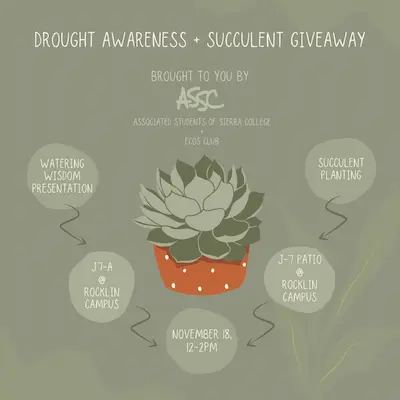 DROUGHT AWARENESS + SUCCULENT GIVEAWAY
BROUGHT TO YOU BY
ASSC
ASSOCIATED STUDENTS OF SIERRA COLLEGE
+
ECOS CLUB
WATERING
WISDOM
PRESENTATION
SUCCULENT
PLANTING
J7-A
@
ROCKLIN
CAMPUS
J-7 PATIO
@
ROCKLIN
CAMPUS
NOVEMBER 18,
12-2PM